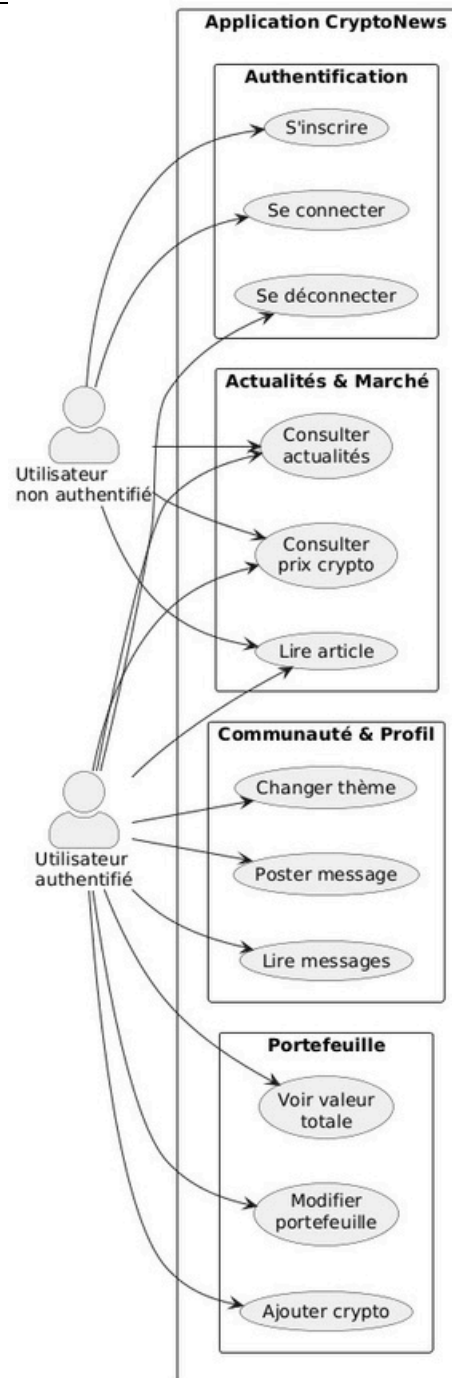 Application CryptoNews
Authentification
S'inscrire
Se connecter
Se déconnecter
Actualités & Marché
Consulter
actualités
Utilisateur
non authentifié
Consulter
prix crypto
Lire article
Communauté & Profil
Changer thème
Utilisateur
authentifié
Poster message
Lire messages
Portefeuille
Voir valeur
totale
Modifier
portefeuille
Ajouter crypto